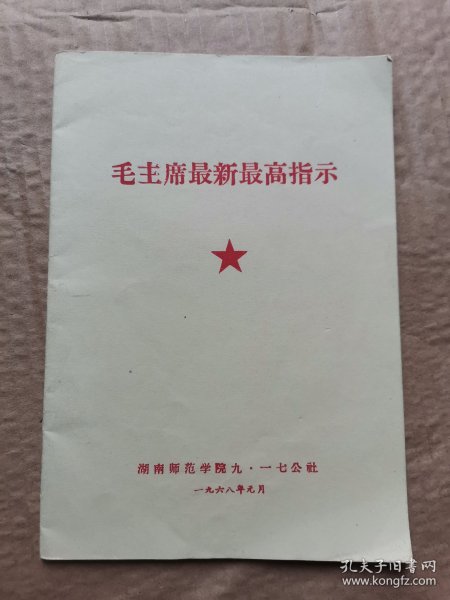 毛主席最新最高指示
湖南师范学院九·一七公社
一九六八年元月
孔夫子旧书网
www.kongfz.com